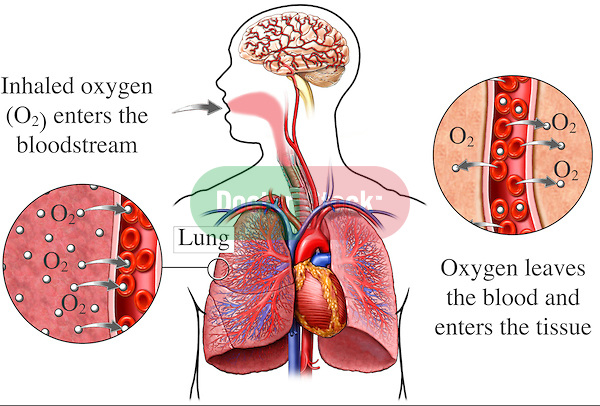 Inhaled oxygen
(O₂) enters the
bloodstream
O₂
O₂
O₂
Lung
O₂
O₂
O₂
Oxygen leaves
the blood and
enters the tissue